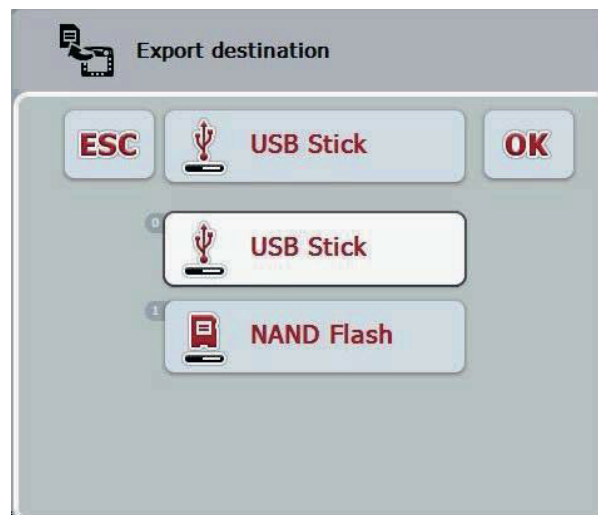 Export destination
ESC USB Stick OK
0
USB Stick
1
NAND Flash